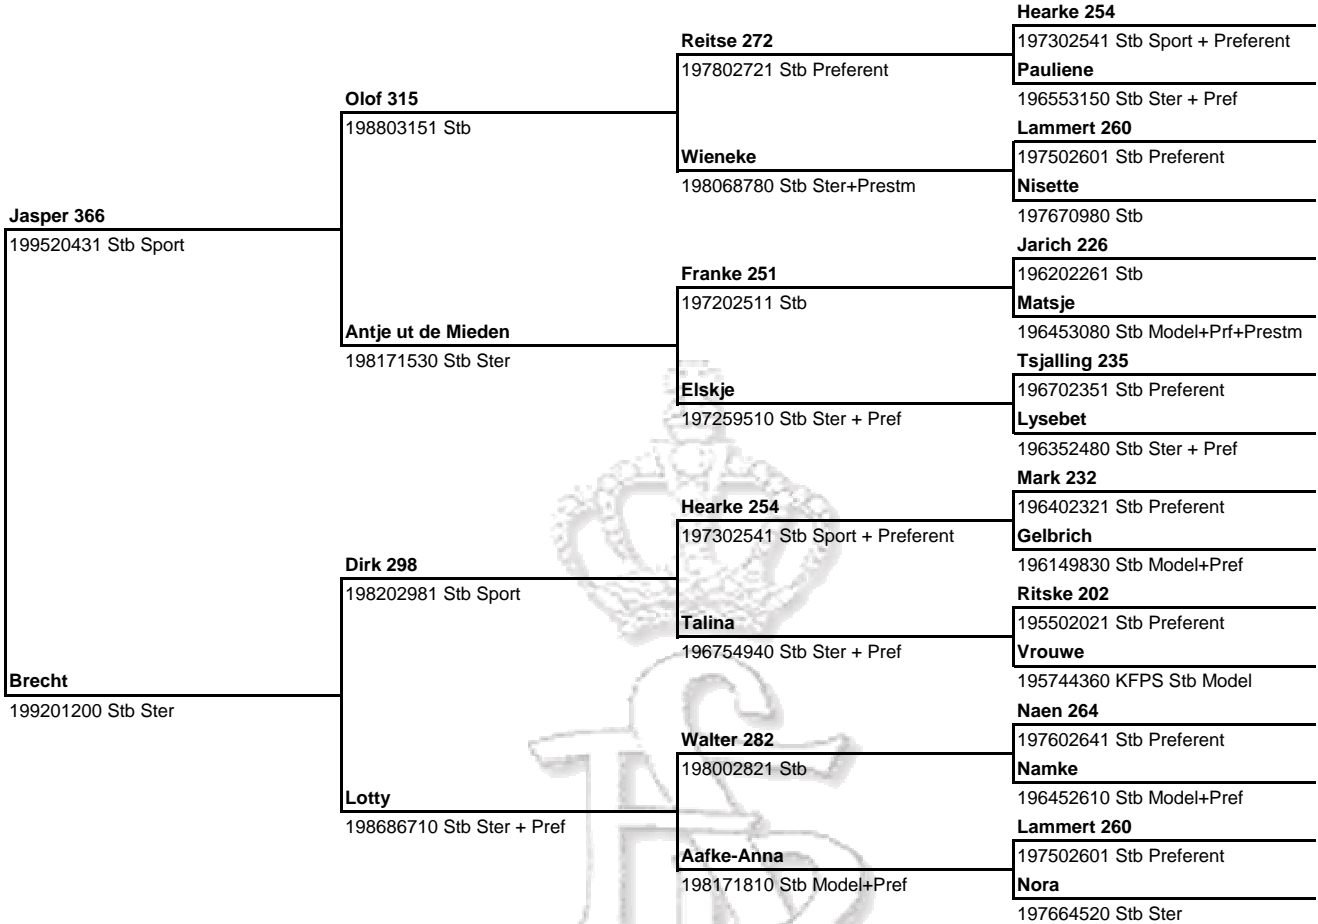 Jasper 366
199520431 Stb Sport
Brecht
199201200 Stb Ster
Olof 315
198803151 Stb
Antje ut de Mieden
198171530 Stb Ster
Dirk 298
198202981 Stb Sport
Lotty
198686710 Stb Ster + Pref
Reitse 272
197802721 Stb Preferent
Wieneke
198068780 Stb Ster+Prestm
Franke 251
197202511 Stb
Elskje
197259510 Stb Ster + Pref
Hearke 254
197302541 Stb Sport + Preferent
Talina
196754940 Stb Ster + Pref
Walter 282
198002821 Stb
Aafke-Anna
198171810 Stb Model+Pref
Hearke 254
197302541 Stb Sport + Preferent
Pauliene
196553150 Stb Ster + Pref
Lammert 260
197502601 Stb Preferent
Nisette
197670980 Stb
Jarich 226
196202261 Stb
Matsje
196453080 Stb Model+Prf+Prestm
Tsjalling 235
196702351 Stb Preferent
Lysebet
196352480 Stb Ster + Pref
Mark 232
196402321 Stb Preferent
Gelbrich
196149830 Stb Model+Pref
Ritske 202
195502021 Stb Preferent
Vrouwe
195744360 KFPS Stb Model
Naen 264
197602641 Stb Preferent
Namke
196452610 Stb Model+Pref
Lammert 260
197502601 Stb Preferent
Nora
197664520 Stb Ster